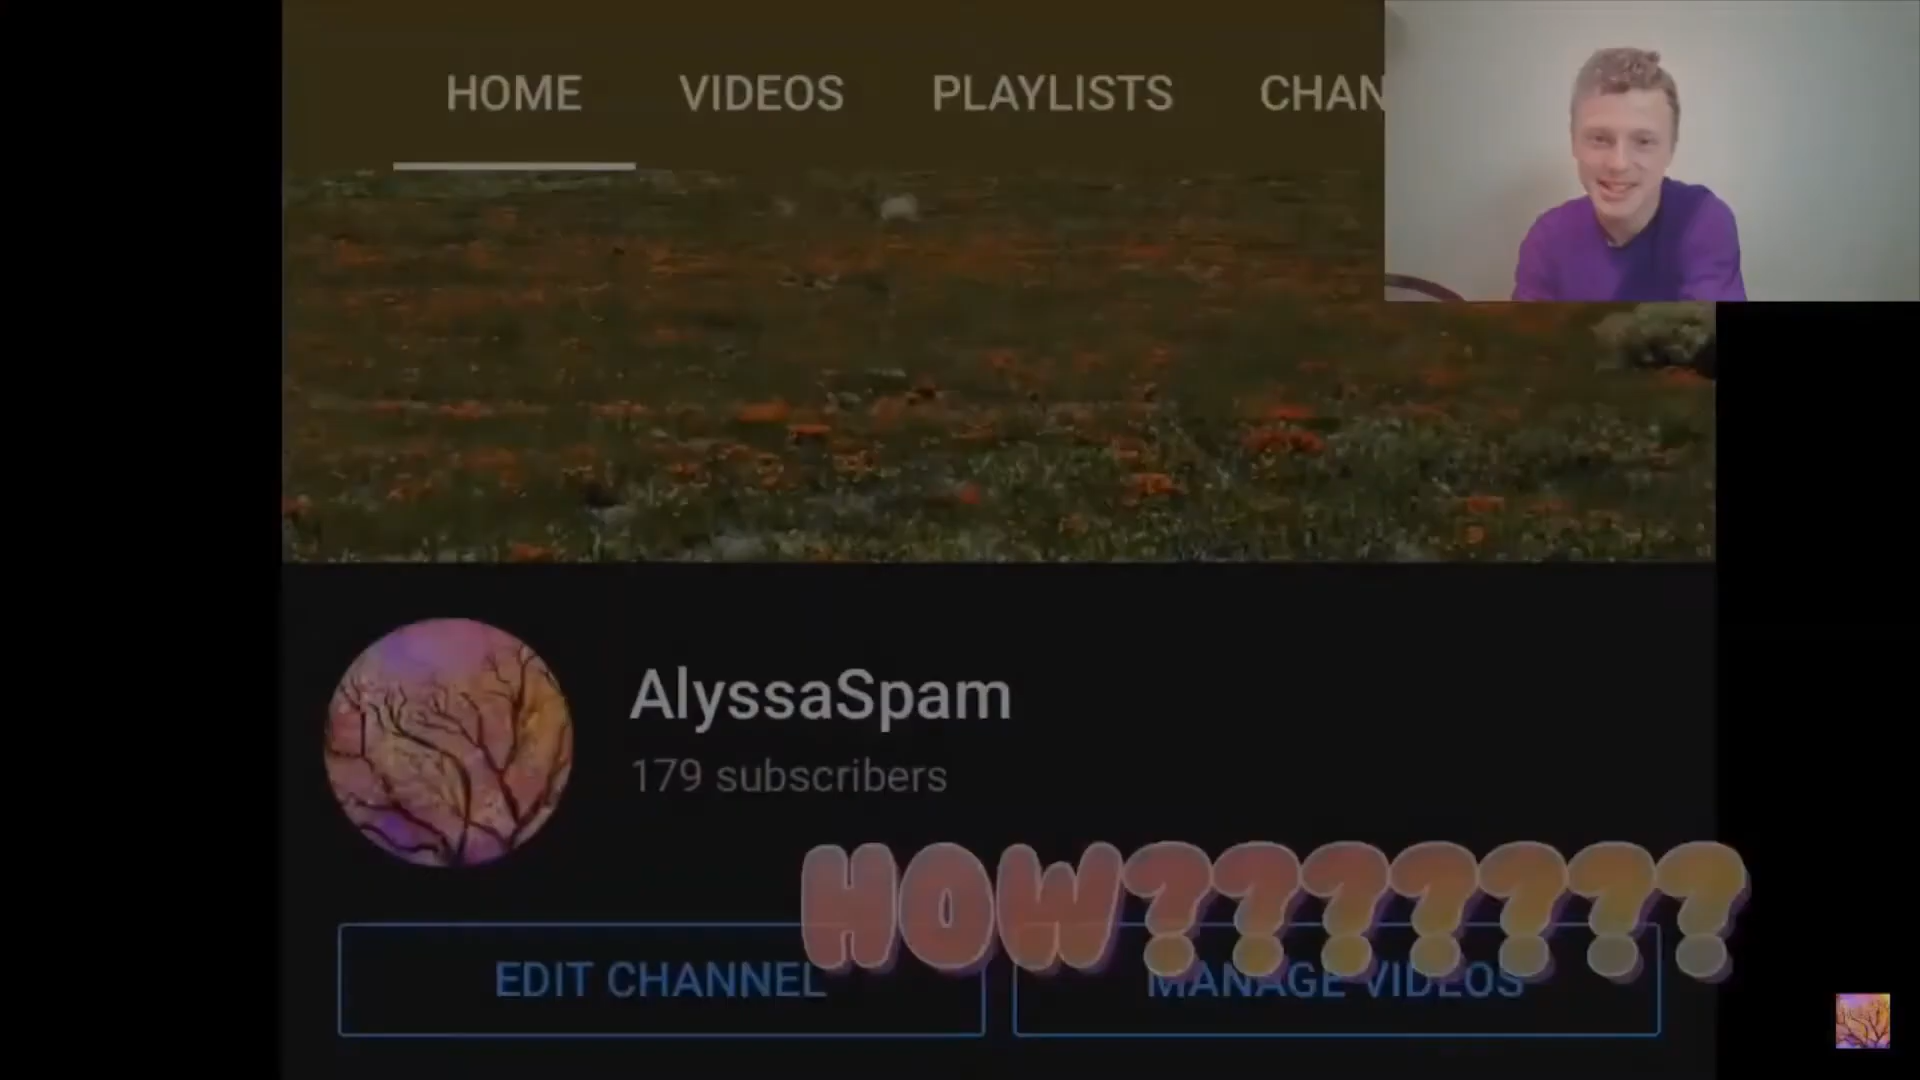 HOME VIDEOS PLAYLISTS CHAN
AlyssaSpam
179 subscribers
HOW???????
EDIT CHANNEL MANAGE VIDEOS